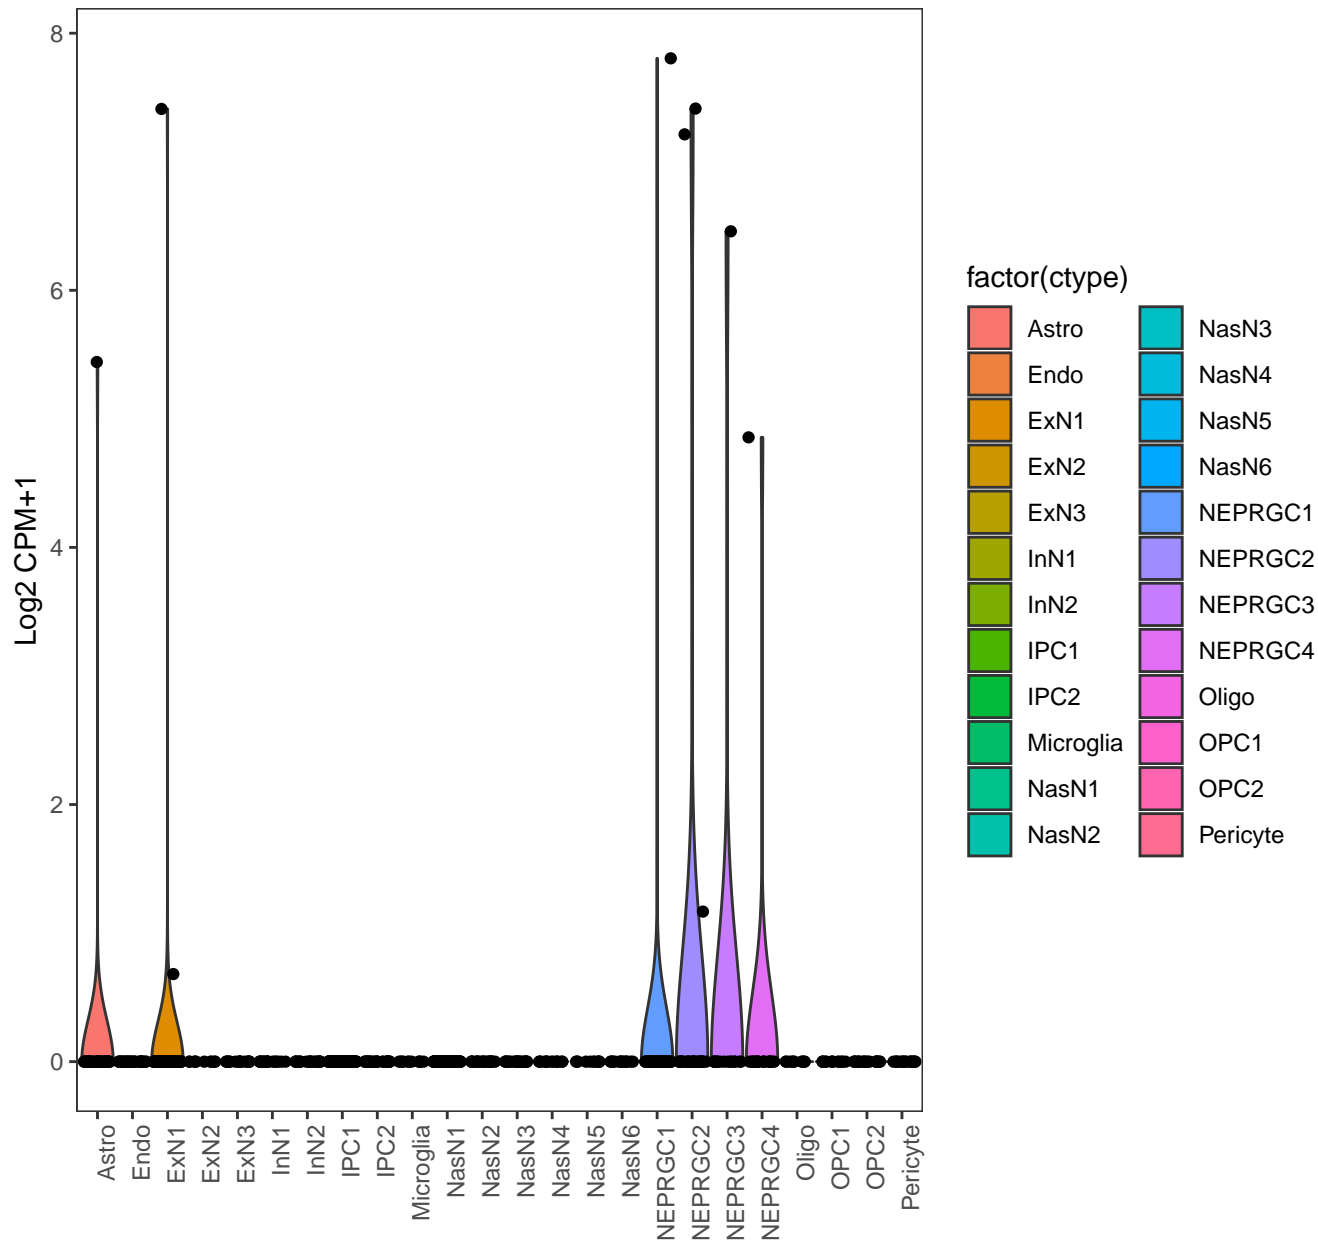 8
6
4
2
0
Log2 CPM+1
Astro
Endo
ExN1
ExN2
ExN3
InN1
InN2
IPC1
IPC2
Microglia
NasN1
NasN2
NasN3
NasN4
NasN5
NasN6
NEPRGC1
NEPRGC2
NEPRGC3
NEPRGC4
Oligo
OPC1
OPC2
Pericyte
factor(ctype)
Astro
Endo
ExN1
ExN2
ExN3
InN1
InN2
IPC1
IPC2
Microglia
NasN1
NasN2
NasN3
NasN4
NasN5
NasN6
NEPRGC1
NEPRGC2
NEPRGC3
NEPRGC4
Oligo
OPC1
OPC2
Pericyte